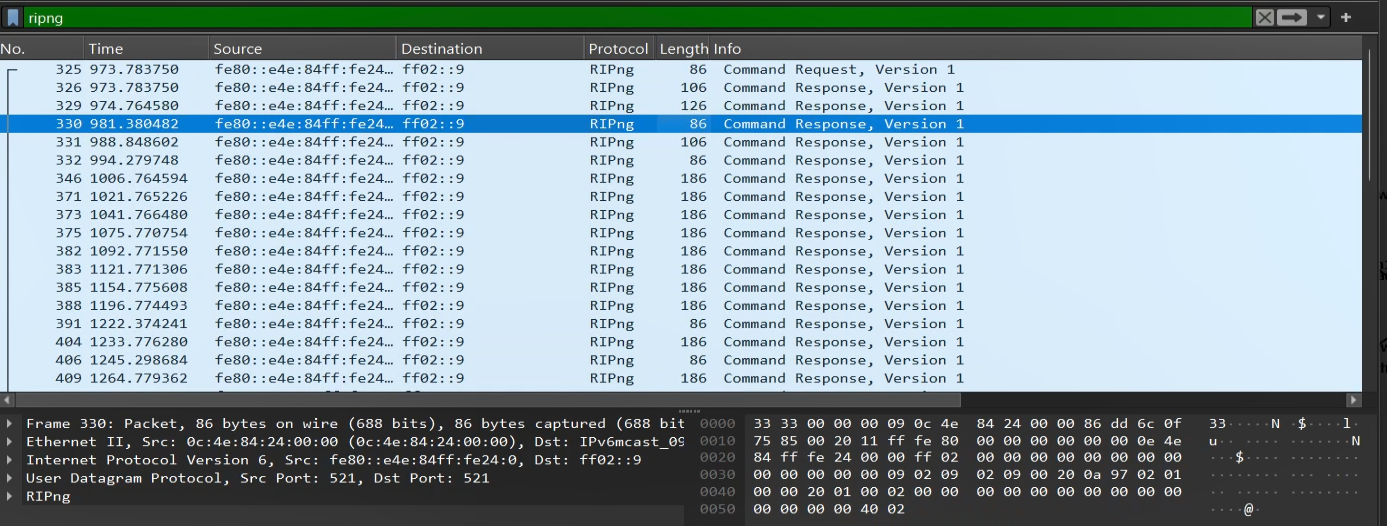 ripng
No. Time Source Destination Protocol Length Info
325 973.783750 fe80::e4e:84ff:fe24… ff02::9 RIPng 86 Command Request, Version 1
326 973.783750 fe80::e4e:84ff:fe24… ff02::9 RIPng 106 Command Response, Version 1
329 974.764580 fe80::e4e:84ff:fe24… ff02::9 RIPng 126 Command Response, Version 1
330 981.380482 fe80::e4e:84ff:fe24… ff02::9 RIPng 86 Command Response, Version 1
331 988.848602 fe80::e4e:84ff:fe24… ff02::9 RIPng 106 Command Response, Version 1
332 994.279748 fe80::e4e:84ff:fe24… ff02::9 RIPng 86 Command Response, Version 1
346 1006.764594 fe80::e4e:84ff:fe24… ff02::9 RIPng 186 Command Response, Version 1
371 1021.765226 fe80::e4e:84ff:fe24… ff02::9 RIPng 186 Command Response, Version 1
373 1041.766480 fe80::e4e:84ff:fe24… ff02::9 RIPng 186 Command Response, Version 1
375 1075.770754 fe80::e4e:84ff:fe24… ff02::9 RIPng 186 Command Response, Version 1
382 1092.771550 fe80::e4e:84ff:fe24… ff02::9 RIPng 186 Command Response, Version 1
383 1121.771306 fe80::e4e:84ff:fe24… ff02::9 RIPng 186 Command Response, Version 1
385 1154.775608 fe80::e4e:84ff:fe24… ff02::9 RIPng 186 Command Response, Version 1
388 1196.774493 fe80::e4e:84ff:fe24… ff02::9 RIPng 186 Command Response, Version 1
391 1222.374241 fe80::e4e:84ff:fe24… ff02::9 RIPng 86 Command Response, Version 1
404 1233.776280 fe80::e4e:84ff:fe24… ff02::9 RIPng 186 Command Response, Version 1
406 1245.298684 fe80::e4e:84ff:fe24… ff02::9 RIPng 86 Command Response, Version 1
409 1264.779362 fe80::e4e:84ff:fe24… ff02::9 RIPng 186 Command Response, Version 1
Frame 330: Packet, 86 bytes on wire (688 bits), 86 bytes captured (688 bit
Ethernet II, Src: 0c:4e:84:24:00:00 (0c:4e:84:24:00:00), Dst: IPv6mcast_09
Internet Protocol Version 6, Src: fe80::e4e:84ff:fe24:0, Dst: ff02::9
User Datagram Protocol, Src Port: 521, Dst Port: 521
RIPng
0000 33 33 00 00 00 09 0c 4e 84 24 00 00 86 dd 6c 0f 33·····N ·$····l·
0010 75 85 00 20 11 ff fe 80 00 00 00 00 00 00 0e 4e u·· ···· ·······N
0020 84 ff fe 24 00 00 ff 02 00 00 00 00 00 00 00 00 ···$···· ········
0030 00 00 00 00 00 09 02 09 02 09 00 20 0a 97 02 01 ········ ··· ····
0040 00 00 20 01 00 02 00 00 00 00 00 00 00 00 00 00 ·· ····· ········
0050 00 00 00 00 40 02 ····@·